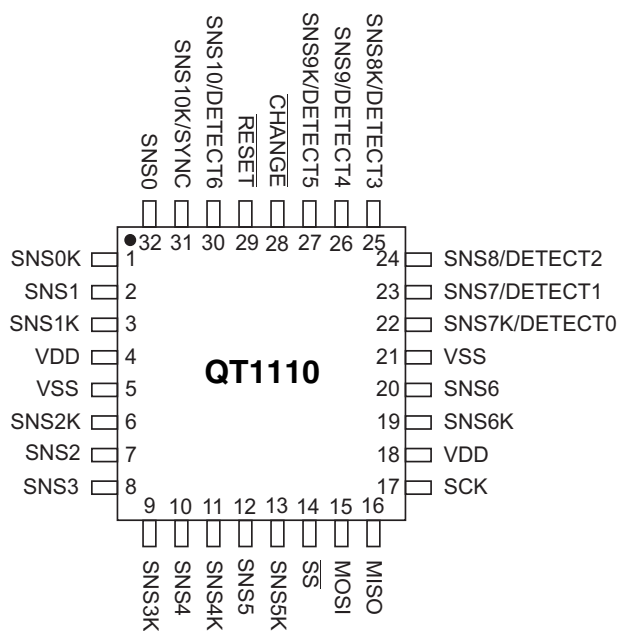 SNS0
SNS10K/SYNC
SNS10/DETECT6
RESET
CHANGE
SNS9K/DETECT5
SNS9/DETECT4
SNS8K/DETECT3
32 31 30 29 28 27 26 25
SNS0K 1
SNS1 2
SNS1K 3
VDD 4
VSS 5
SNS2K 6
SNS2 7
SNS3 8
QT1110
24 SNS8/DETECT2
23 SNS7/DETECT1
22 SNS7K/DETECT0
21 VSS
20 SNS6
19 SNS6K
18 VDD
17 SCK
9 10 11 12 13 14 15 16
SNS3K
SNS4
SNS4K
SNS5
SNS5K
SS
MOSI
MISO